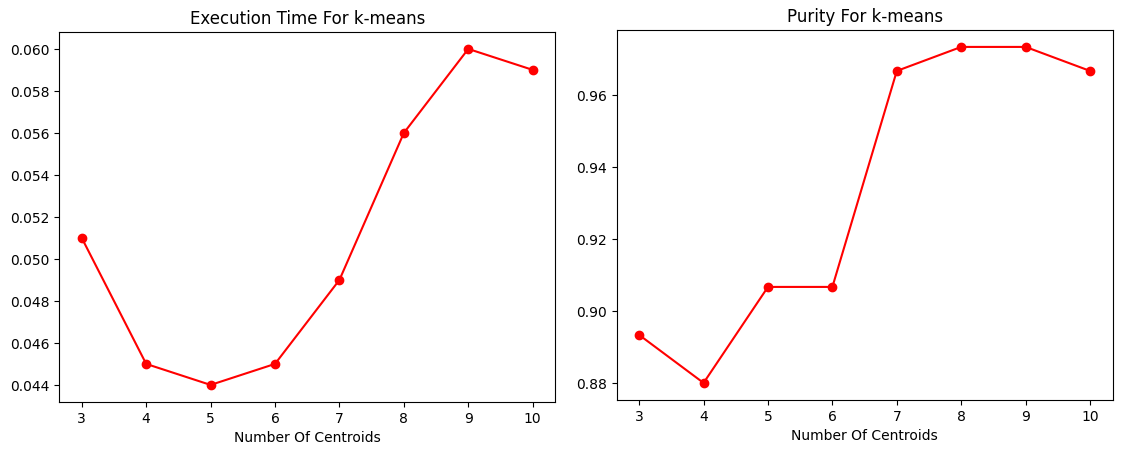 Execution Time For k-means
0.060
0.058
0.056
0.054
0.052
0.050
0.048
0.046
0.044
3 4 5 6 7 8 9 10
Number Of Centroids
Purity For k-means
0.96
0.94
0.92
0.90
0.88
3 4 5 6 7 8 9 10
Number Of Centroids